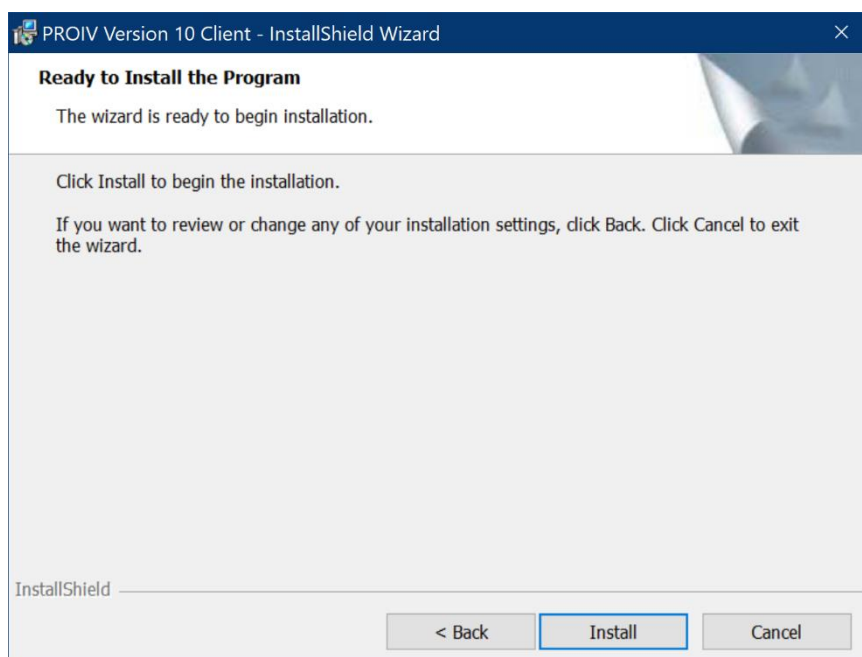 PROIV Version 10 Client - InstallShield Wizard
Ready to Install the Program
The wizard is ready to begin installation.
Click Install to begin the installation.
If you want to review or change any of your installation settings, click Back. Click Cancel to exit
the wizard.
InstallShield
< Back Install Cancel